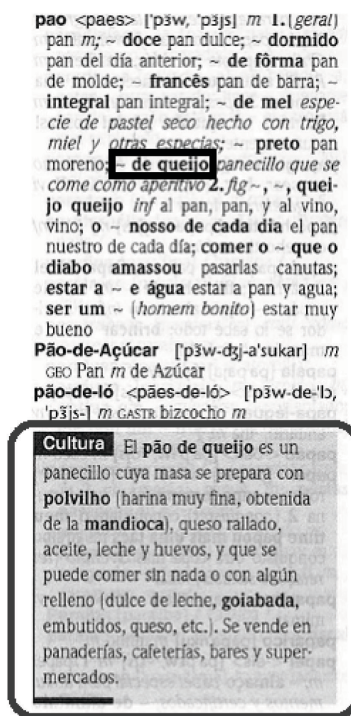 pão <pães> ['pɜ̃w, 'pɜ̃js] m 1. (geral)
pan m; ~ doce pan dulce; ~ dormido
pan del día anterior; ~ de fôrma pan
de molde; ~ francês pan de barra; ~
integral pan integral; ~ de mel espe-
cie de pastel seco hecho con trigo,
miel y otras especias; ~ preto pan
moreno; ~ de queijo panecillo que se
come como aperitivo 2. fig ~, ~, quei-
jo queijo inf al pan, pan, y al vino,
vino; o ~ nosso de cada dia el pan
nuestro de cada día; comer o ~ que o
diabo amassou pasarlas canutas;
estar a ~ e água estar a pan y agua;
ser um ~ (homem bonito) estar muy
bueno
Pão-de-Açúcar ['pɜ̃w-dʒj-a'sukar] m
GEO Pan m de Azúcar
pão-de-ló <pães-de-ló> ['pɜ̃w-de-'lɔ,
'pɜ̃js-] m GASTR bizcocho m
Cultura El pão de queijo es un
panecillo cuya masa se prepara con
polvilho (harina muy fina, obtenida
de la mandioca), queso rallado,
aceite, leche y huevos, y que se
puede comer sin nada o con algún
relleno (dulce de leche, goiabada,
embutidos, queso, etc.). Se vende en
panaderías, cafeterías, bares y super-
mercados.